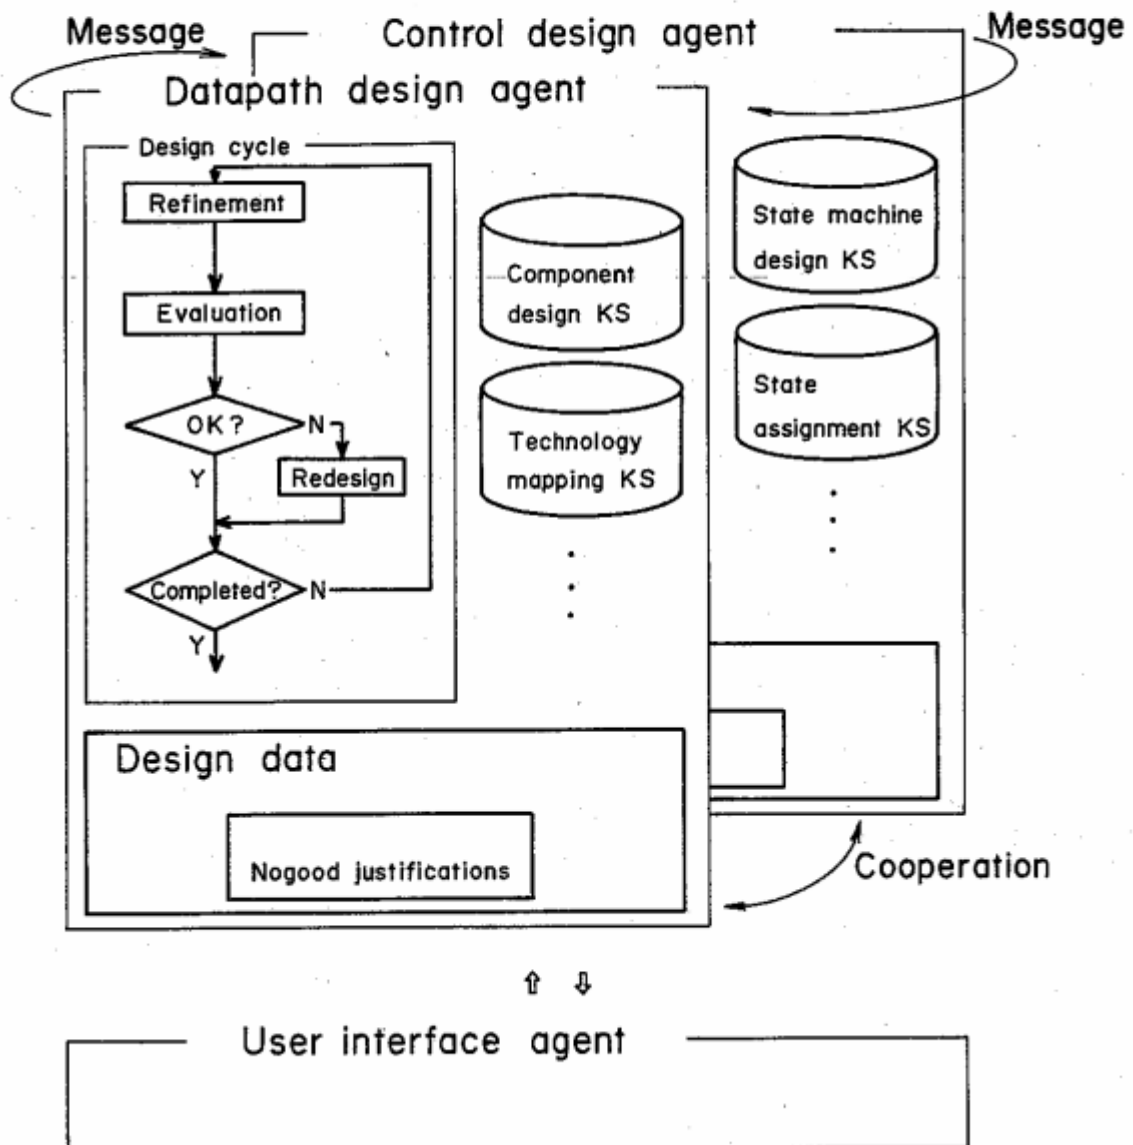 Message
Control design agent
Message
Datapath design agent
Design cycle
Refinement
Evaluation
OK?
N
Y
Redesign
Completed?
N
Y
Component
design KS
Technology
mapping KS
State machine
design KS
State
assignment KS
Design data
Nogood justifications
Cooperation
User interface agent